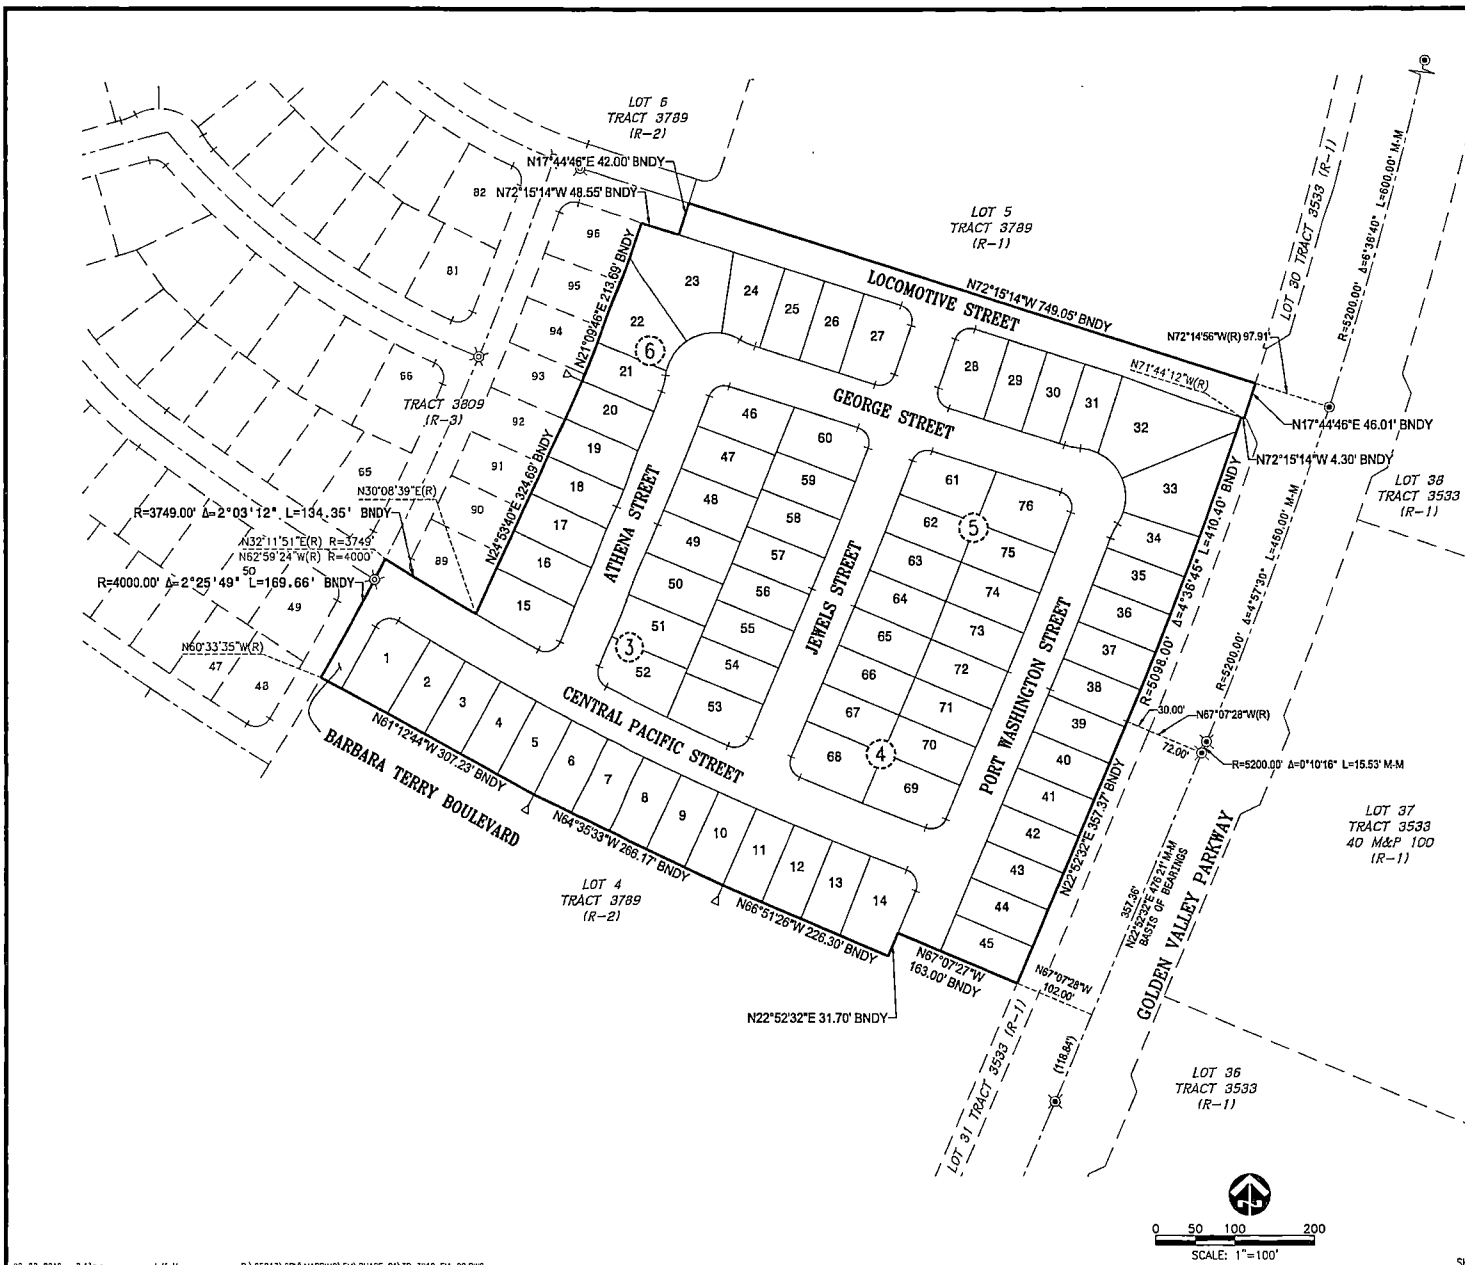 LOT 6
TRACT 3789
(R-2)
N17°44'46"E 42.00' BNDY
N72°15'14"W 48.55' BNDY
LOT 5
TRACT 3789
(R-1)
LOT 30 TRACT 3533 (R-1)
R=5200.00' Δ=6°36'40" L=600.00' M-M
82
81
96
95
94
93
92
91
90
89
66
65
50
49
48
47
TRACT 3809
(R-3)
N21°09'46"E 213.69' BNDY
N24°53'40"E 324.69' BNDY
LOCOMOTIVE STREET
N72°15'14"W 749.05' BNDY
N72°14'56"W(R) 97.91'
N71°44'12"W(R)
N17°44'46"E 46.01' BNDY
N72°15'14"W 4.30' BNDY
LOT 38
TRACT 3533
(R-1)
23
24
25
26
27
28
29
30
31
32
33
34
35
36
37
38
39
40
41
42
43
44
45
22
21
20
19
18
17
16
15
6
GEORGE STREET
ATHENA STREET
JEWELS STREET
PORT WASHINGTON STREET
CENTRAL PACIFIC STREET
46
47
48
49
50
51
52
53
54
55
56
57
58
59
60
3
61
62
63
64
65
66
67
68
69
70
71
72
73
74
75
76
5
4
N30°08'39"E(R)
R=3749.00' Δ=2°03'12" L=134.35' BNDY
N32°11'51"E(R) R=3749'
N62°59'24"W(R) R=4000'
R=4000.00' Δ=2°25'49" L=169.66' BNDY
N60°33'35"W(R)
1
2
3
4
5
6
7
8
9
10
11
12
13
14
BARBARA TERRY BOULEVARD
N61°12'44"W 307.23' BNDY
N64°35'33"W 266.17' BNDY
N66°51'26"W 226.30' BNDY
N67°07'27"W
163.00' BNDY
N22°52'32"E 31.70' BNDY
LOT 4
TRACT 3789
(R-2)
R=5098.00' Δ=4°36'45" L=410.40' BNDY
R=5200.00' Δ=4°57'30" L=450.00' M-M
30.00'
N67°07'28"W(R)
72.00'
R=5200.00' Δ=0°10'16" L=15.53' M-M
N22°52'32"E 357.37' BNDY
357.36'
N22°52'32"E 476.21' M-M
BASIS OF BEARINGS
GOLDEN VALLEY PARKWAY
LOT 37
TRACT 3533
40 M&P 100
(R-1)
N67°07'28"W
102.00'
(118.84')
LOT 31 TRACT 3533 (R-1)
LOT 36
TRACT 3533
(R-1)
0 50 100 200
SCALE: 1"=100'